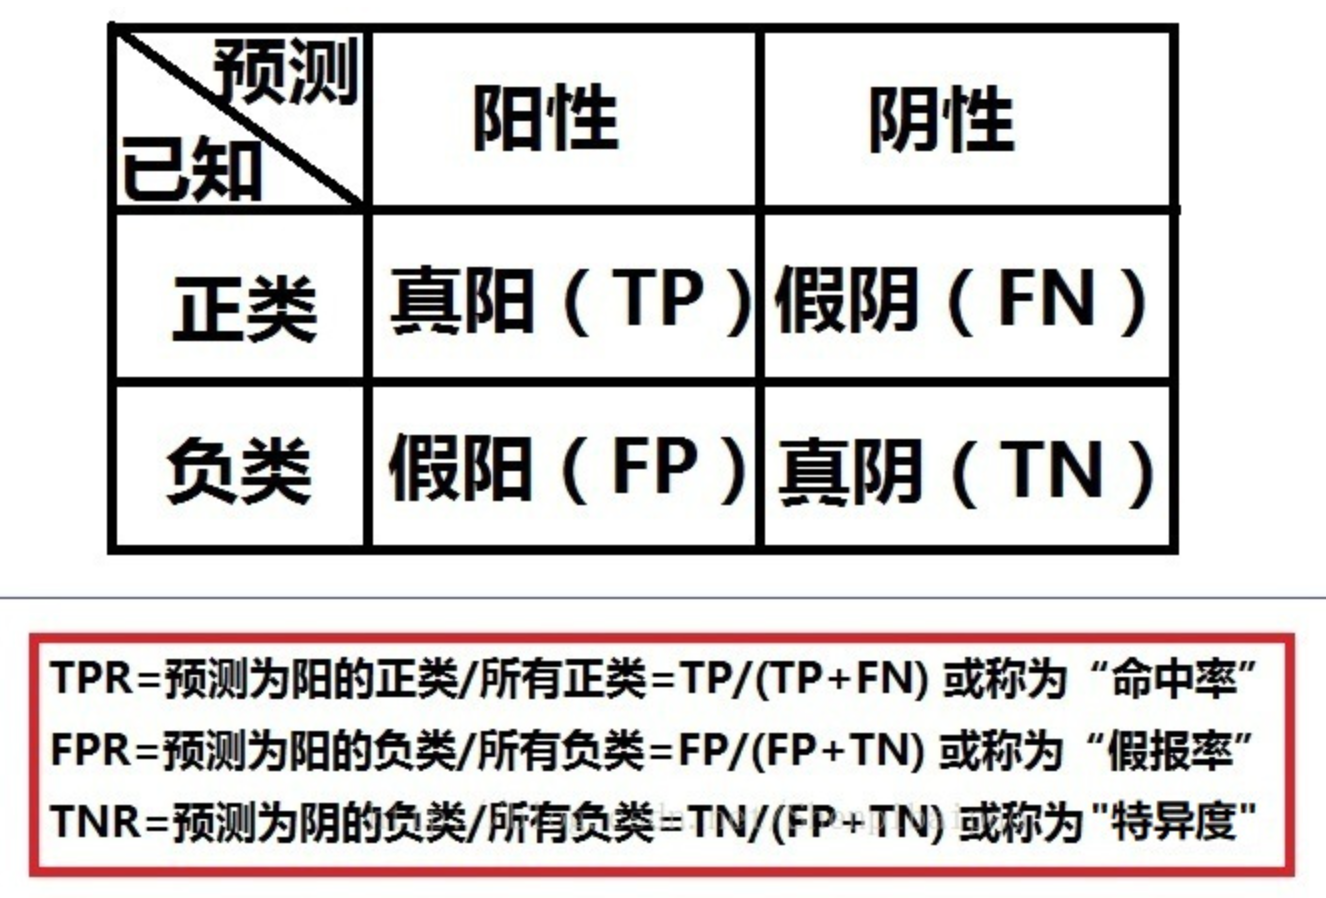 预测
已知
阳性
阴性
正类
真阳（TP）
假阴（FN）
负类
假阳（FP）
真阴（TN）
TPR=预测为阳的正类/所有正类=TP/(TP+FN) 或称为“命中率”
FPR=预测为阳的负类/所有负类=FP/(FP+TN) 或称为“假报率”
TNR=预测为阴的负类/所有负类=TN/(FP+TN) 或称为"特异度"